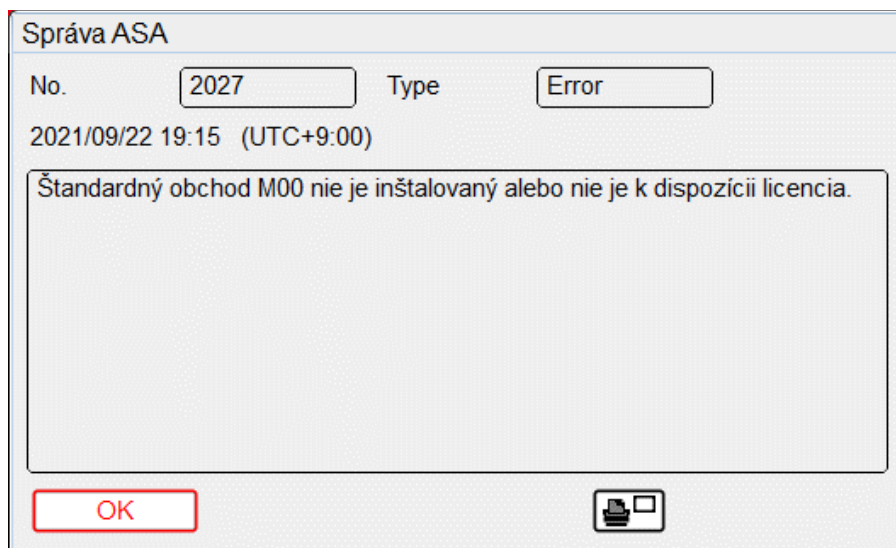 Správa ASA
No. 2027 Type Error
2021/09/22 19:15 (UTC+9:00)
Štandardný obchod M00 nie je inštalovaný alebo nie je k dispozícii licencia.
OK